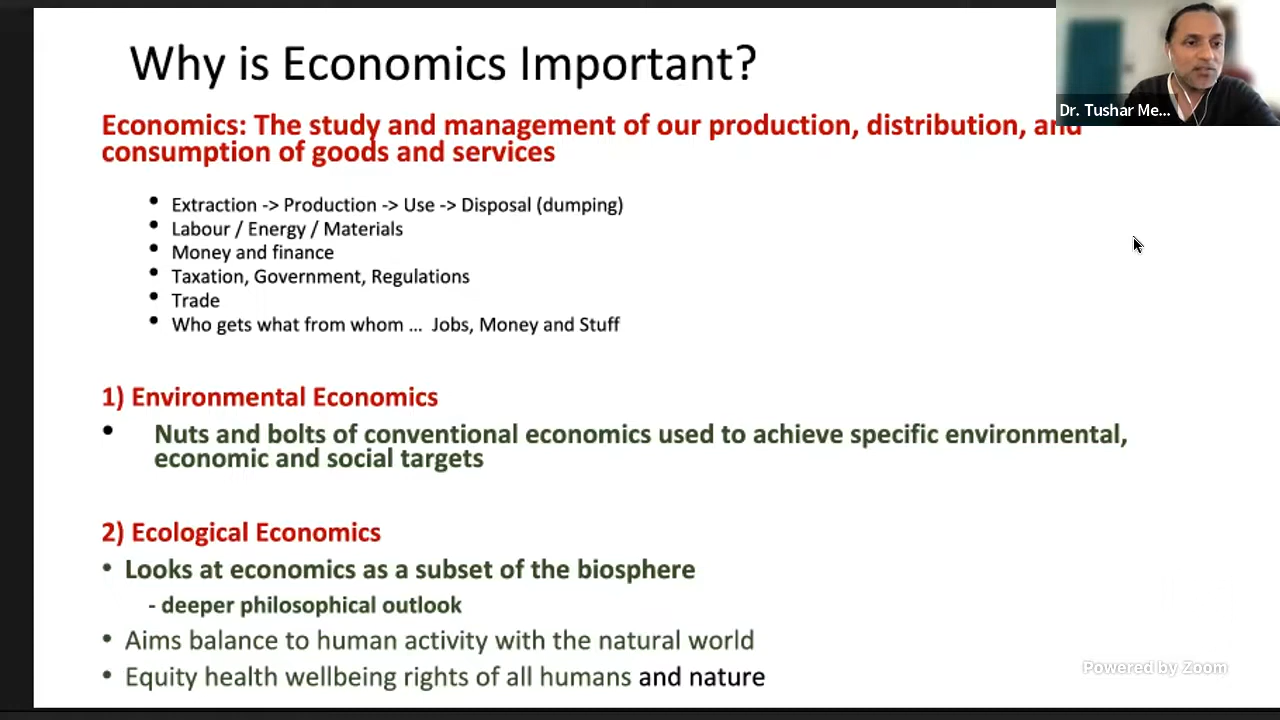 Why is Economics Important?
Dr. Tushar Me...
Economics: The study and management of our production, distribution, and
consumption of goods and services
• Extraction -> Production -> Use -> Disposal (dumping)
• Labour / Energy / Materials
• Money and finance
• Taxation, Government, Regulations
• Trade
• Who gets what from whom ... Jobs, Money and Stuff
1) Environmental Economics
• Nuts and bolts of conventional economics used to achieve specific environmental,
economic and social targets
2) Ecological Economics
• Looks at economics as a subset of the biosphere
- deeper philosophical outlook
• Aims balance to human activity with the natural world
• Equity health wellbeing rights of all humans and nature
Powered by Zoom